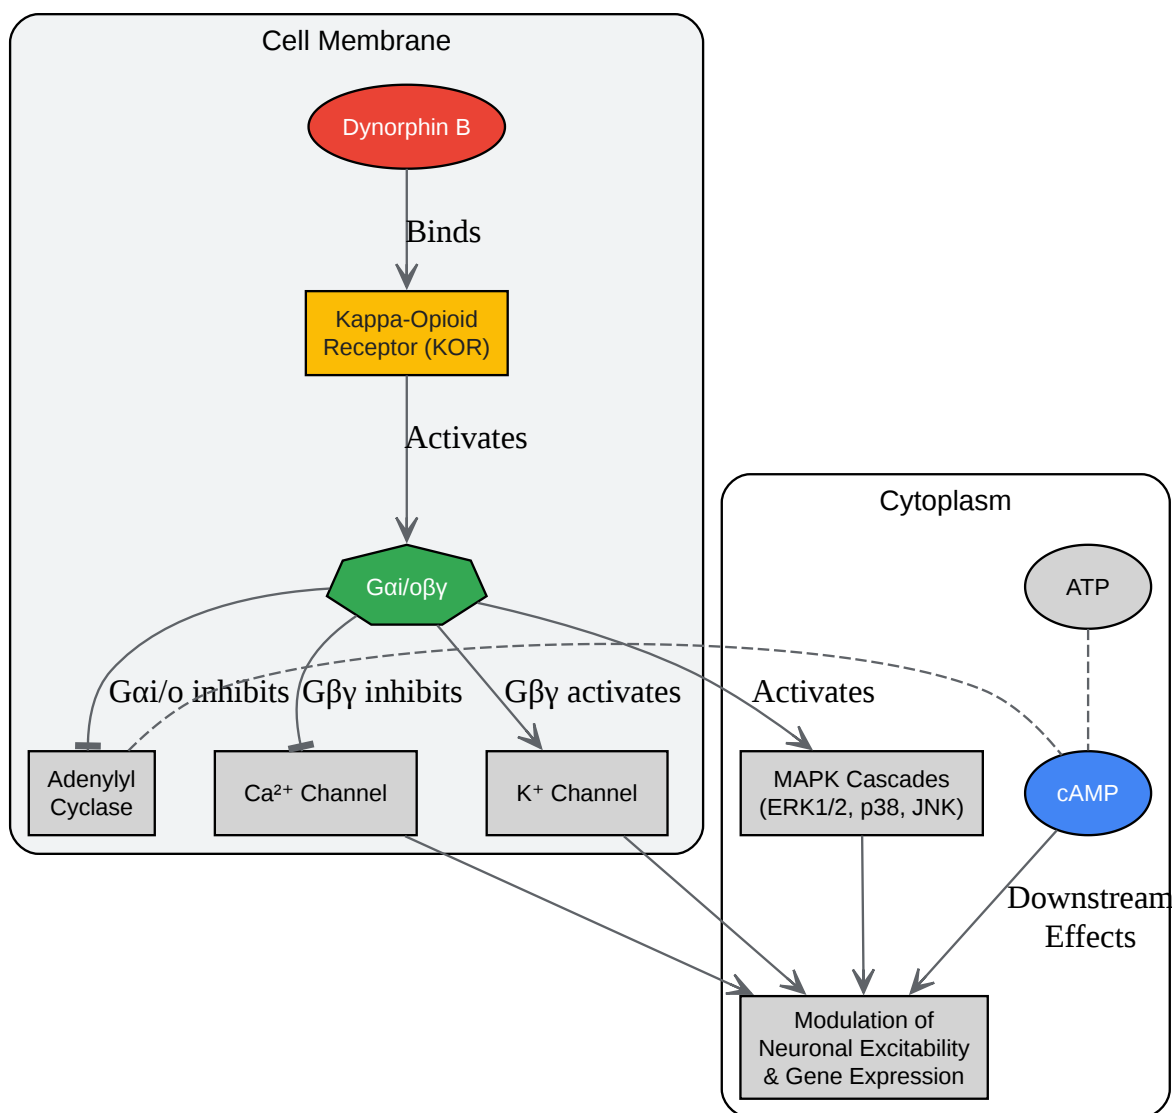 Cell Membrane
Dynorphin B
Binds
Kappa-Opioid
Receptor (KOR)
Activates
Cytoplasm
ATP
Gαi/oβγ
Gαi/o inhibits
Gβγ inhibits
Gβγ activates
Activates
Adenylyl
Cyclase
Ca²⁺ Channel
K⁺ Channel
MAPK Cascades
(ERK1/2, p38, JNK)
cAMP
Downstream
Effects
Modulation of
Neuronal Excitability
& Gene Expression